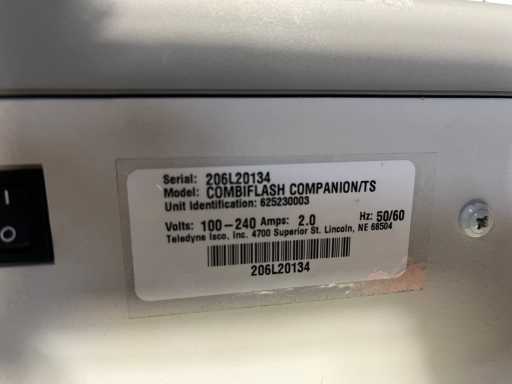 Serial: 206L20134
Model: COMBIFLASH COMPANION/TS
Unit Identification: 625230003
Volts: 100-240 Amps: 2.0 Hz: 50/60
Teledyne Isco, Inc. 4700 Superior St. Lincoln, NE 68504
206L20134